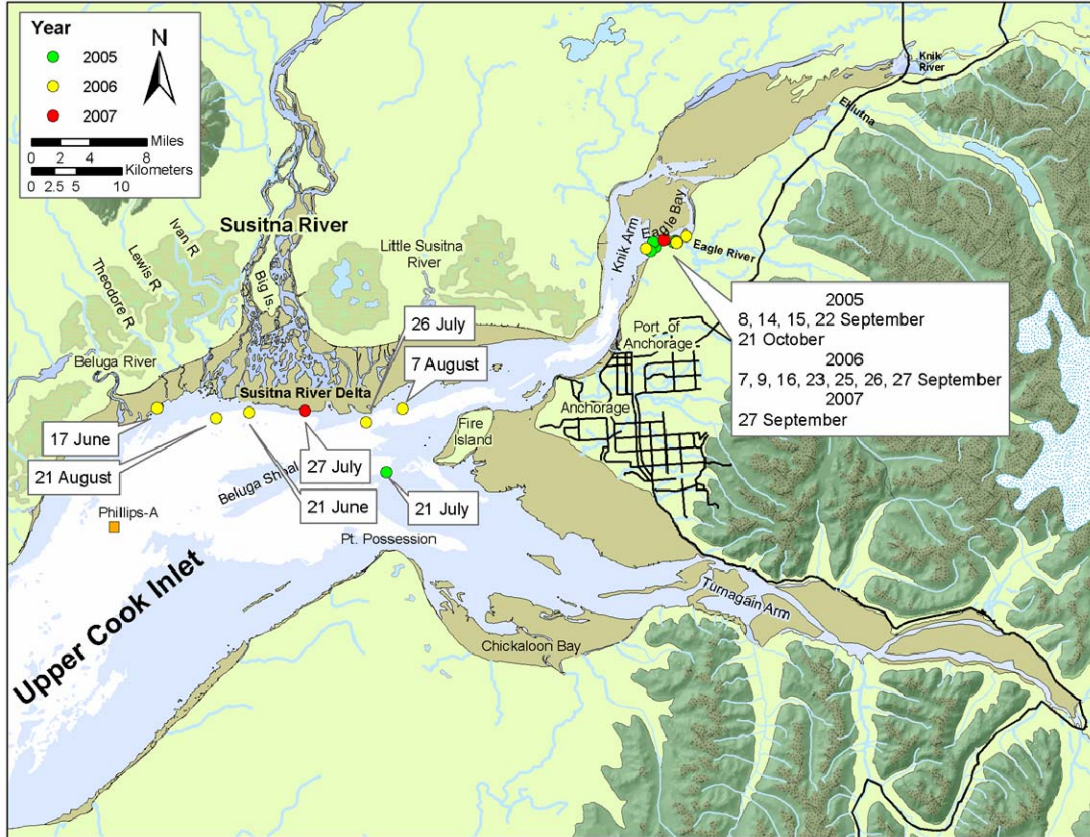 Year
2005
2006
2007
N
Miles
0 2 4 8
Kilometers
0 2.5 5 10
Knik
River
Eklutna
Susitna River
Ivan R
Lewis R
Theodore R
Big Is.
Little Susitna
River
Knik Arm
Eagle Bay
Eagle River
Beluga River
26 July
7 August
Port of
Anchorage
2005
8, 14, 15, 22 September
21 October
2006
7, 9, 16, 23, 25, 26, 27 September
2007
27 September
Susitna River Delta
Anchorage
17 June
21 August
Fire
Island
27 July
Beluga Shoal
21 June
21 July
Phillips-A
Pt. Possession
Upper Cook Inlet
Turnagain Arm
Chickaloon Bay